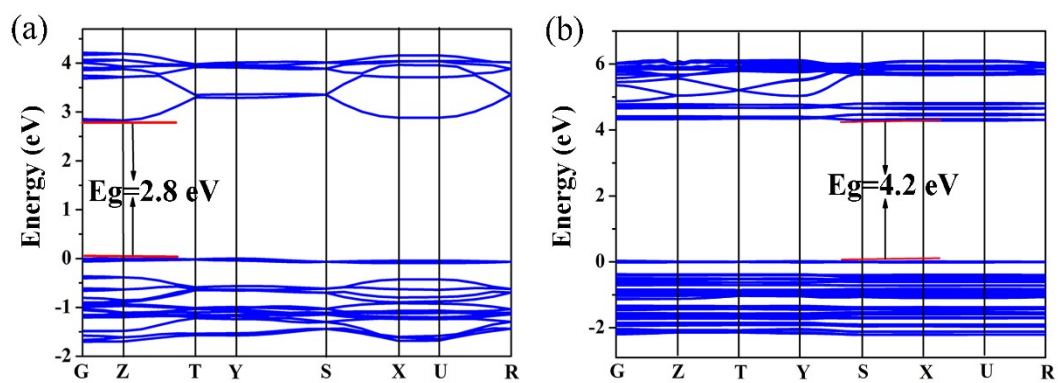 (a)
Energy (eV)
4
3
2
1
0
-1
-2
Eg=2.8 eV
G Z T Y S X U R
(b)
Energy (eV)
6
4
2
0
-2
Eg=4.2 eV
G Z T Y S X U R